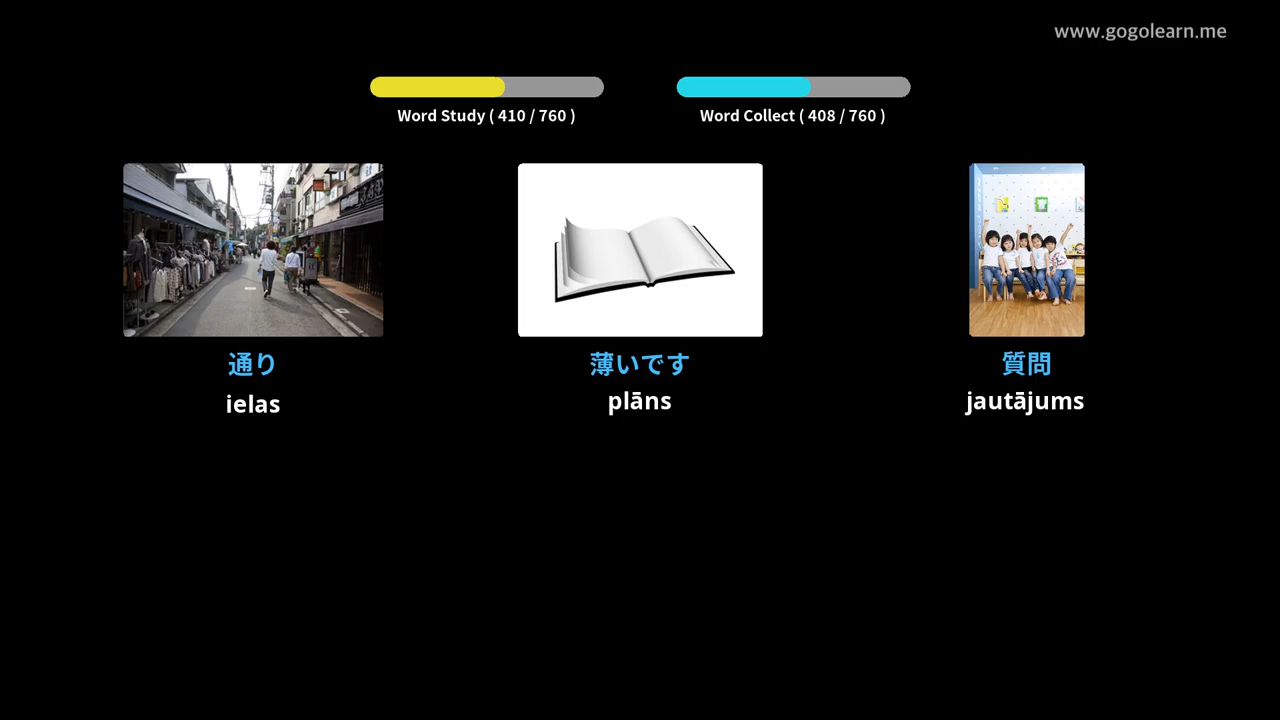 www.gogolearn.me
Word Study ( 410 / 760 )
Word Collect ( 408 / 760 )
通り
薄いです
質問
ielas
plāns
jautājums